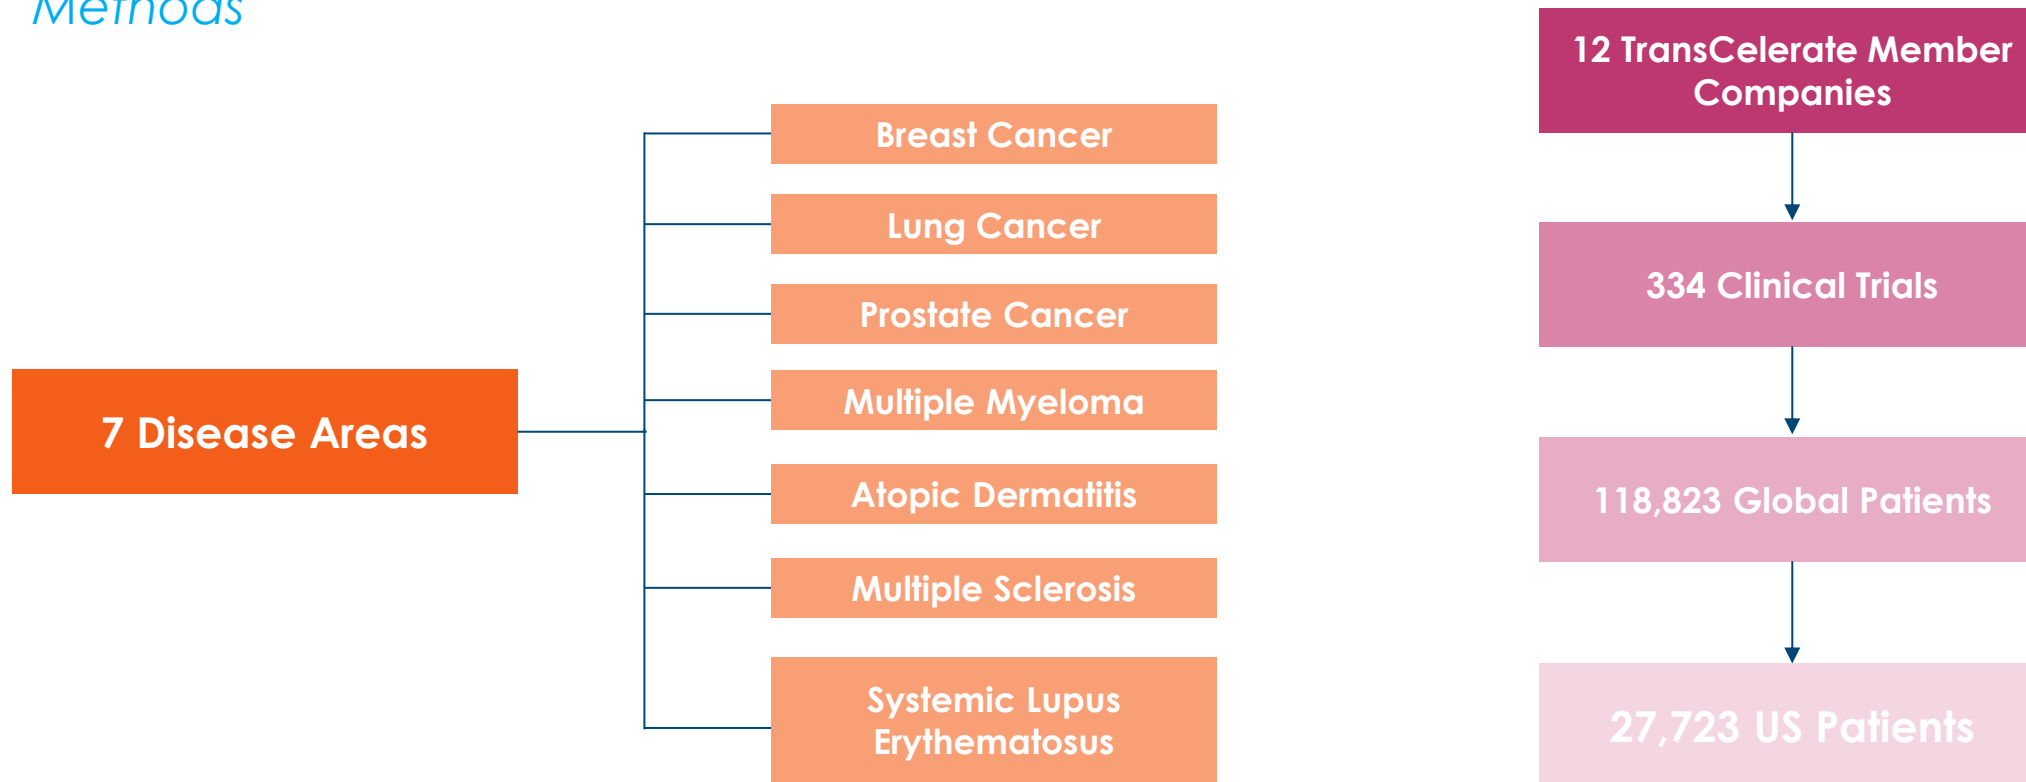 Methods
7 Disease Areas
Breast Cancer
Lung Cancer
Prostate Cancer
Multiple Myeloma
Atopic Dermatitis
Multiple Sclerosis
Systemic Lupus
Erythematosus
12 TransCelerate Member
Companies
334 Clinical Trials
118,823 Global Patients
27,723 US Patients